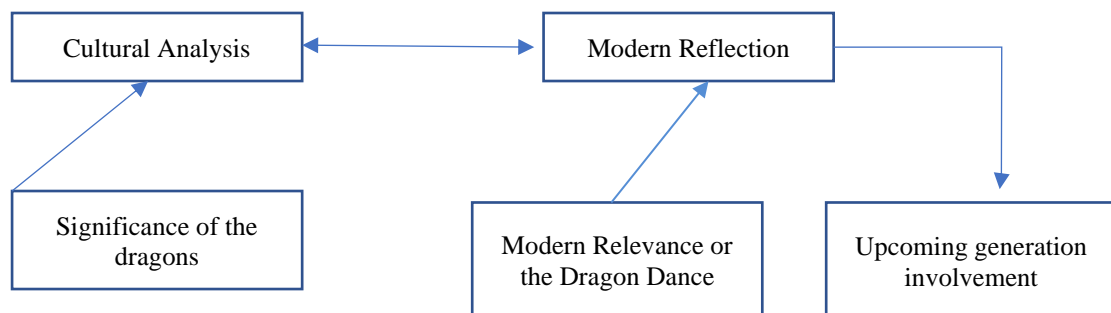 Cultural Analysis
Modern Reflection
Significance of the
dragons
Modern Relevance or
the Dragon Dance
Upcoming generation
involvement